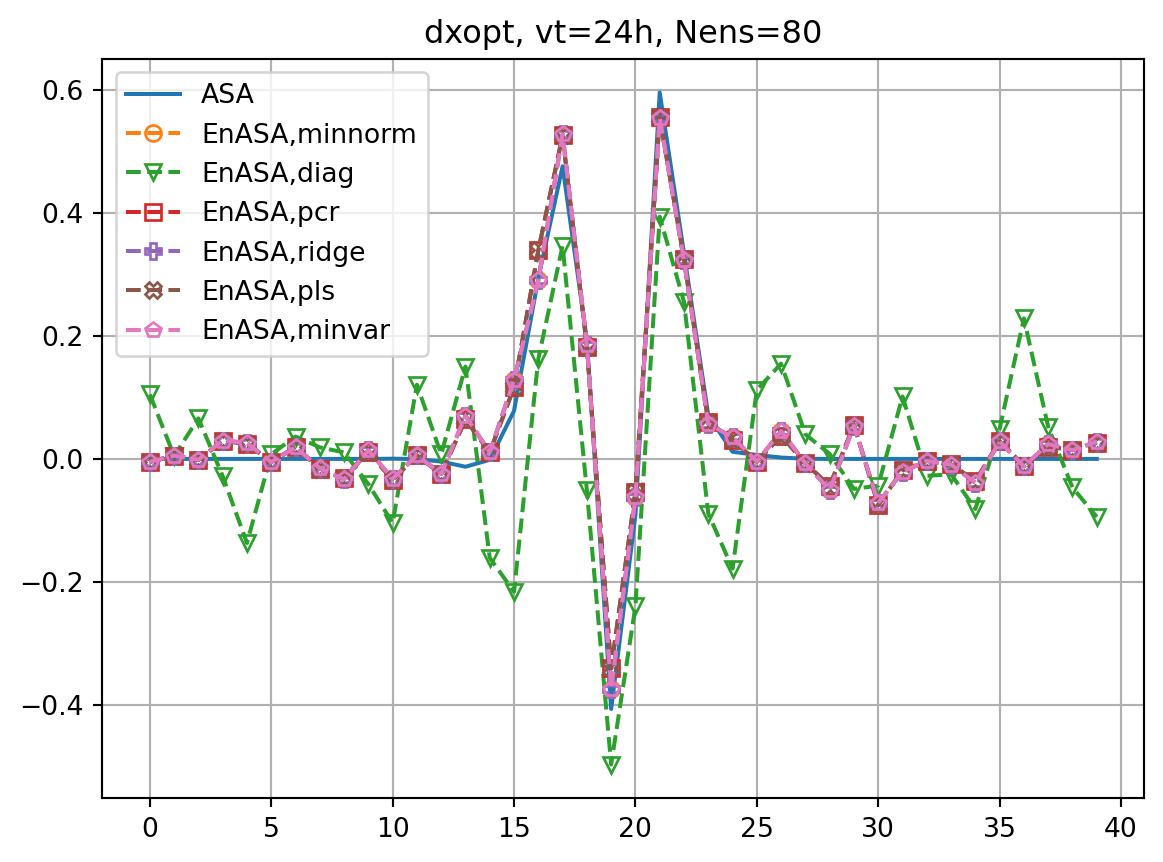 dxopt, vt=24h, Nens=80
ASA
EnASA,minnorm
EnASA,diag
EnASA,pcr
EnASA,ridge
EnASA,pls
EnASA,minvar
0.6
0.4
0.2
0.0
−0.2
−0.4
0 5 10 15 20 25 30 35 40